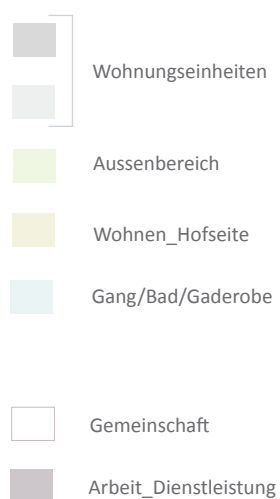 Wohnungseinheiten
Aussenbereich
Wohnen_Hofseite
Gang/Bad/Gaderobe
Gemeinschaft
Arbeit_Dienstleistung